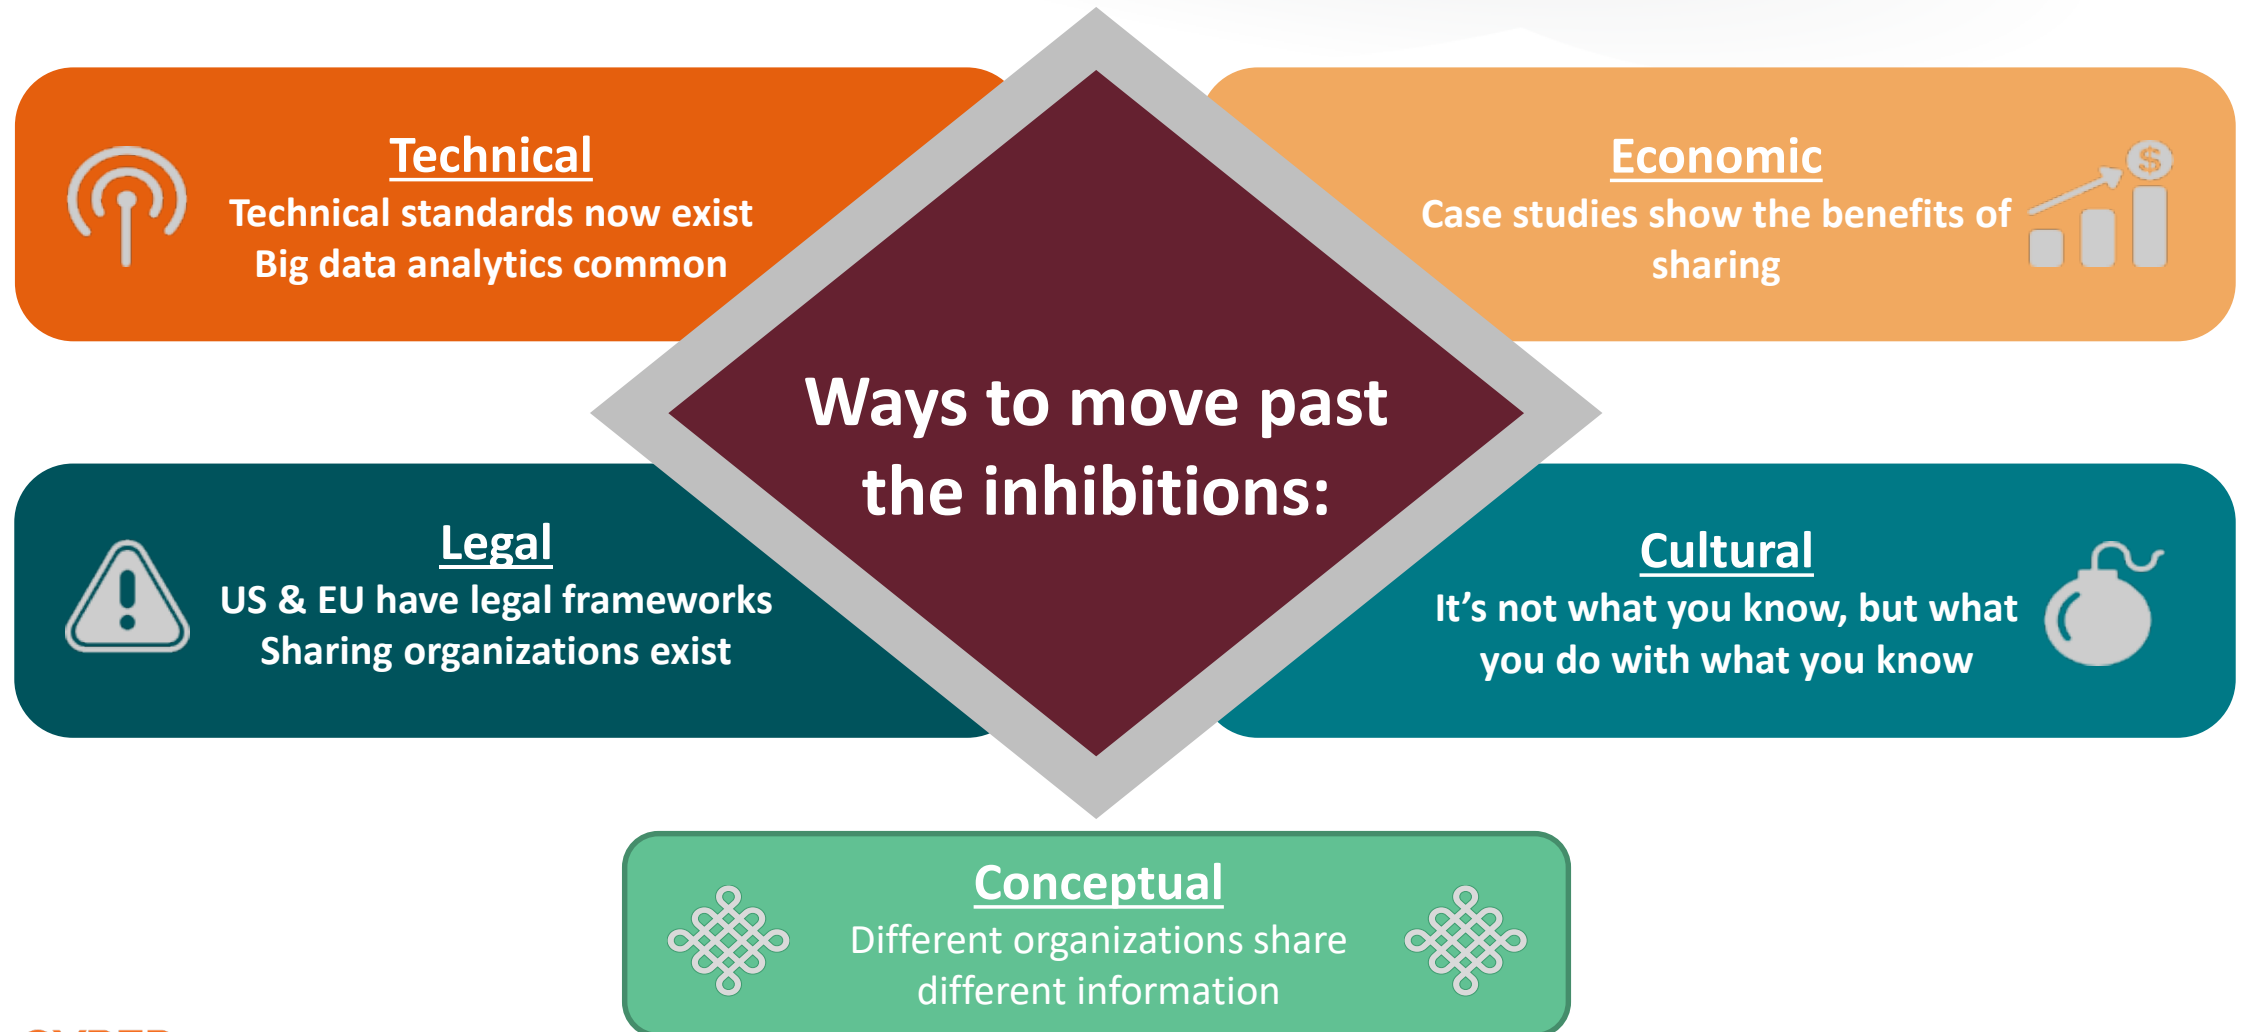 Technical
Technical standards now exist
Big data analytics common
Economic
Case studies show the benefits of
sharing
$
Ways to move past
the inhibitions:
Legal
US & EU have legal frameworks
Sharing organizations exist
Cultural
It's not what you know, but what
you do with what you know
Conceptual
Different organizations share
different information